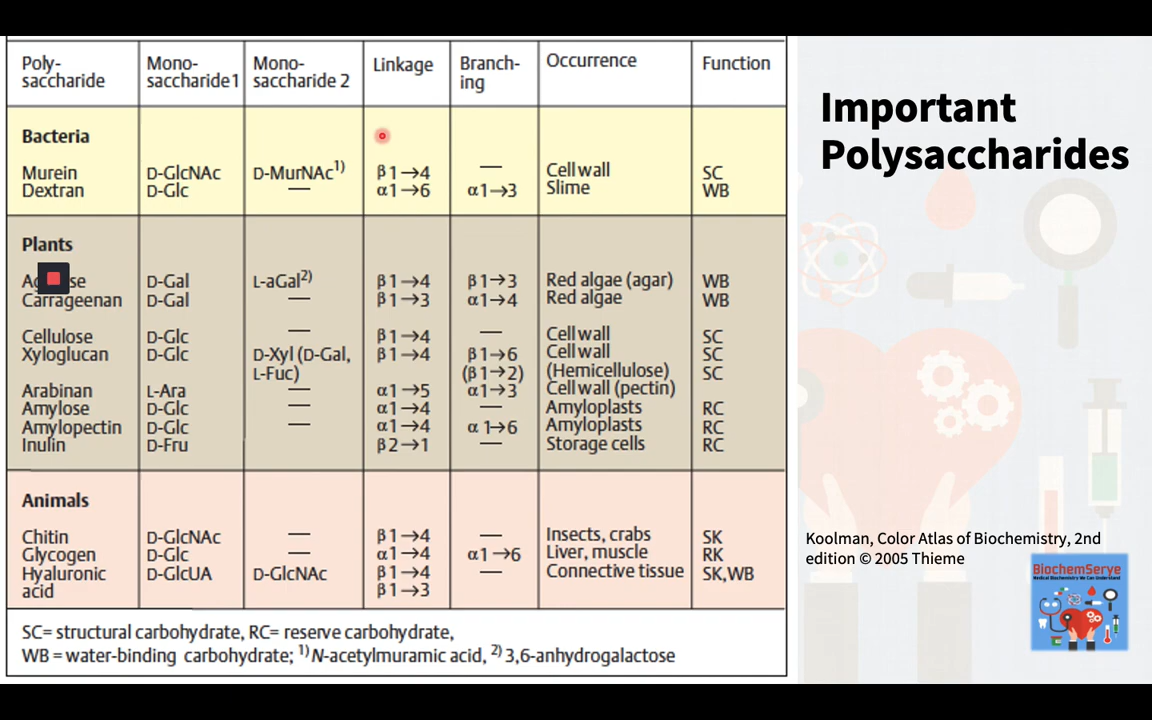 Poly-
saccharide
Mono-
saccharide1
Mono-
saccharide 2
Linkage
Branch-
ing
Occurrence
Function
Important
Polysaccharides
Bacteria
Murein D-GlcNAc D-MurNAc1) β1→4 — Cell wall SC
Dextran D-Glc — α1→6 α1→3 Slime WB
Plants
D-Gal L-aGal2) β1→4 β1→3 Red algae (agar) WB
Carrageenan D-Gal — β1→3 α1→4 Red algae WB
Cellulose D-Glc — β1→4 — Cell wall SC
Xyloglucan D-Glc D-Xyl (D-Gal, β1→4 β1→6 Cell wall SC
L-Fuc) (β1→2) (Hemicellulose) SC
Arabinan L-Ara — α1→5 α1→3 Cell wall (pectin)
Amylose D-Glc — α1→4 — Amyloplasts RC
Amylopectin D-Glc — α1→4 α 1→6 Amyloplasts RC
Inulin D-Fru β2→1 — Storage cells RC
Animals
Chitin D-GlcNAc — β1→4 — Insects, crabs SK
Glycogen D-Glc — α1→4 α1→6 Liver, muscle RK
Hyaluronic D-GlcUA D-GlcNAc β1→4 — Connective tissue SK,WB
acid β1→3
SC= structural carbohydrate, RC= reserve carbohydrate,
WB = water-binding carbohydrate; 1)N-acetylmuramic acid, 2) 3,6-anhydrogalactose
Koolman, Color Atlas of Biochemistry, 2nd
edition © 2005 Thieme
BiochemSerye
Medical Biochemistry We Can Understand